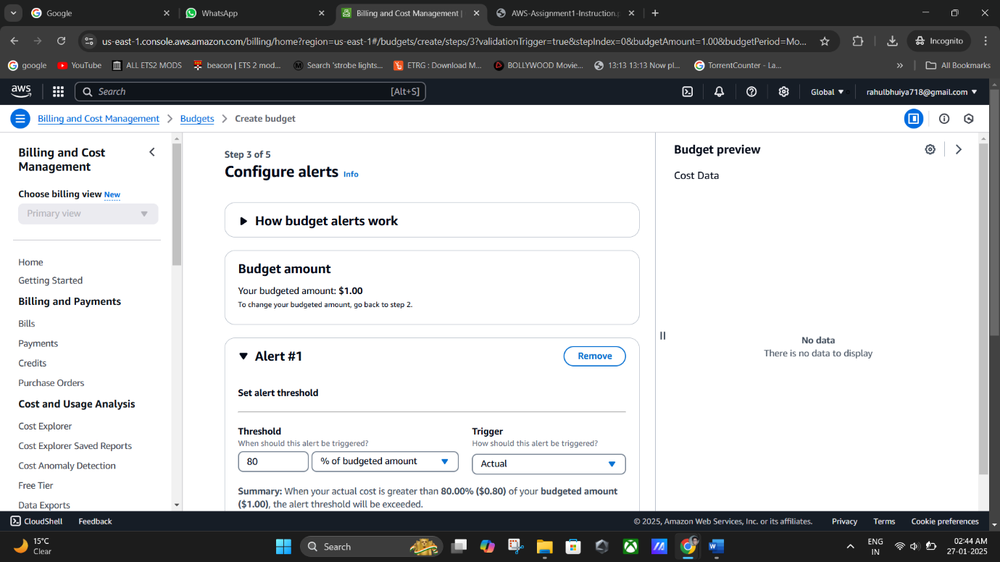 Google
WhatsApp
Billing and Cost Management |
AWS-Assignment1-Instruction.p
us-east-1.console.aws.amazon.com/billing/home?region=us-east-1#/budgets/create/steps/3?validationTrigger=true&stepIndex=0&budgetAmount=1.00&budgetPeriod=Mo...
Incognito
google
YouTube
ALL ETS2 MODS
beacon | ETS 2 mod...
Search 'strobe lights...
ETRG : Download M...
BOLLYWOOD Movie...
13:13 13:13 Now pl...
TorrentCounter - La...
All Bookmarks
aws
Search
[Alt+S]
Global
rahulbhuiya718@gmail.com
Billing and Cost Management
Budgets
Create budget
Billing and Cost
Management
Choose billing view New
Primary view
Home
Getting Started
Billing and Payments
Bills
Payments
Credits
Purchase Orders
Cost and Usage Analysis
Cost Explorer
Cost Explorer Saved Reports
Cost Anomaly Detection
Free Tier
Data Exports
Step 3 of 5
Configure alerts Info
How budget alerts work
Budget amount
Your budgeted amount: $1.00
To change your budgeted amount, go back to step 2.
Alert #1
Remove
Set alert threshold
Threshold
When should this alert be triggered?
80
% of budgeted amount
Trigger
How should this alert be triggered?
Actual
Summary: When your actual cost is greater than 80.00% ($0.80) of your budgeted amount
($1.00), the alert threshold will be exceeded.
Budget preview
Cost Data
No data
There is no data to display
CloudShell
Feedback
© 2025, Amazon Web Services, Inc. or its affiliates.
Privacy
Terms
Cookie preferences
15°C
Clear
Search
ENG
IN
02:44 AM
27-01-2025